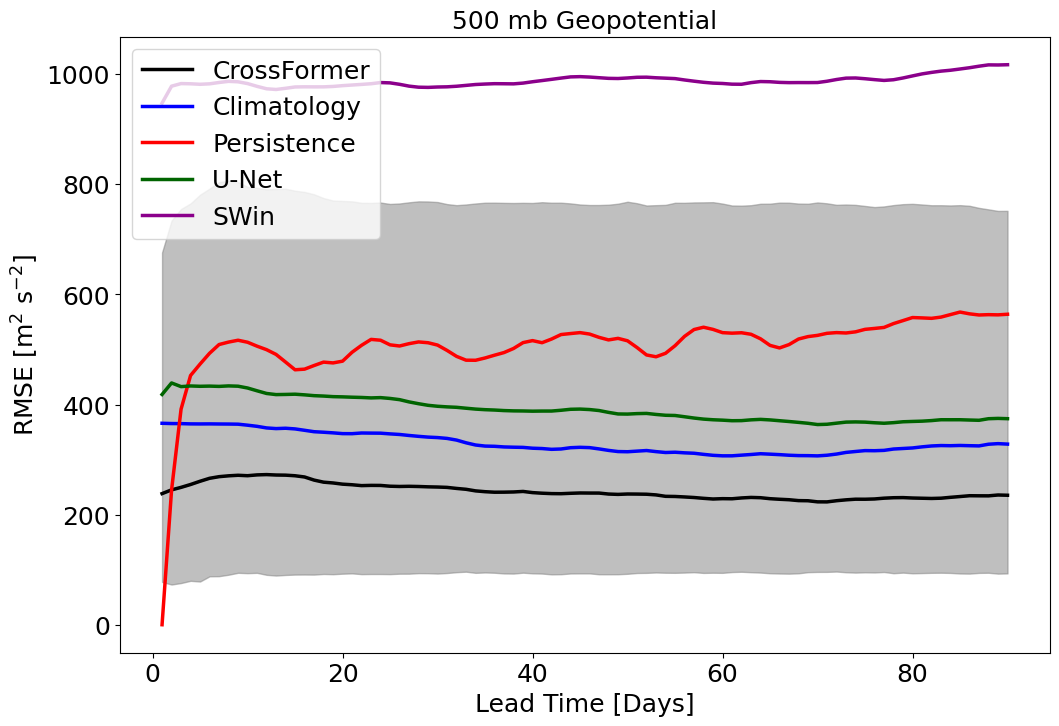 500 mb Geopotential
CrossFormer
Climatology
Persistence
U-Net
SWin
1000
800
600
400
200
0
RMSE [m² s⁻²]
0 20 40 60 80
Lead Time [Days]